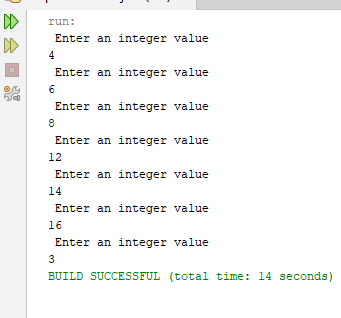 run:
Enter an integer value
4
Enter an integer value
6
Enter an integer value
8
Enter an integer value
12
Enter an integer value
14
Enter an integer value
16
Enter an integer value
3
BUILD SUCCESSFUL (total time: 14 seconds)